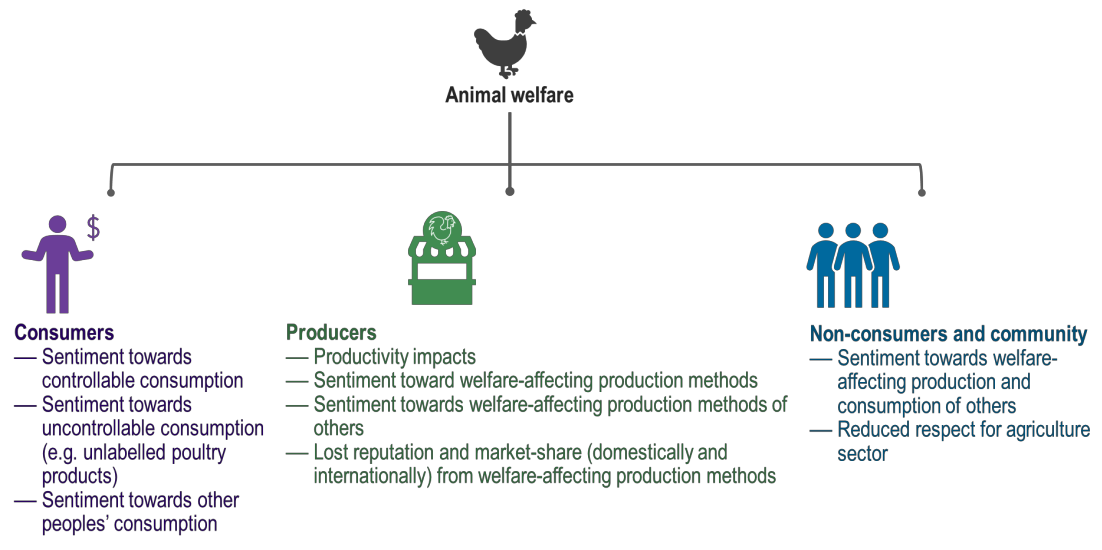 Animal welfare
$
Consumers
— Sentiment towards
controllable consumption
— Sentiment towards
uncontrollable consumption
(e.g. unlabelled poultry
products)
— Sentiment towards other
peoples’ consumption
Producers
— Productivity impacts
— Sentiment toward welfare-affecting production methods
— Sentiment towards welfare-affecting production methods of
others
— Lost reputation and market-share (domestically and
internationally) from welfare-affecting production methods
Non-consumers and community
— Sentiment towards welfare-
affecting production and
consumption of others
— Reduced respect for agriculture
sector